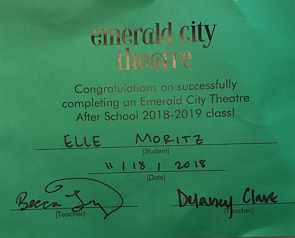 emerald city
theatre
Congratulations on successfully
completing an Emerald City Theatre
After School 2018-2019 class!
ELLE MORITZ
(Student)
11/18/2018
(Date)
Becca Delaney Clare
(Teacher) (Teacher)